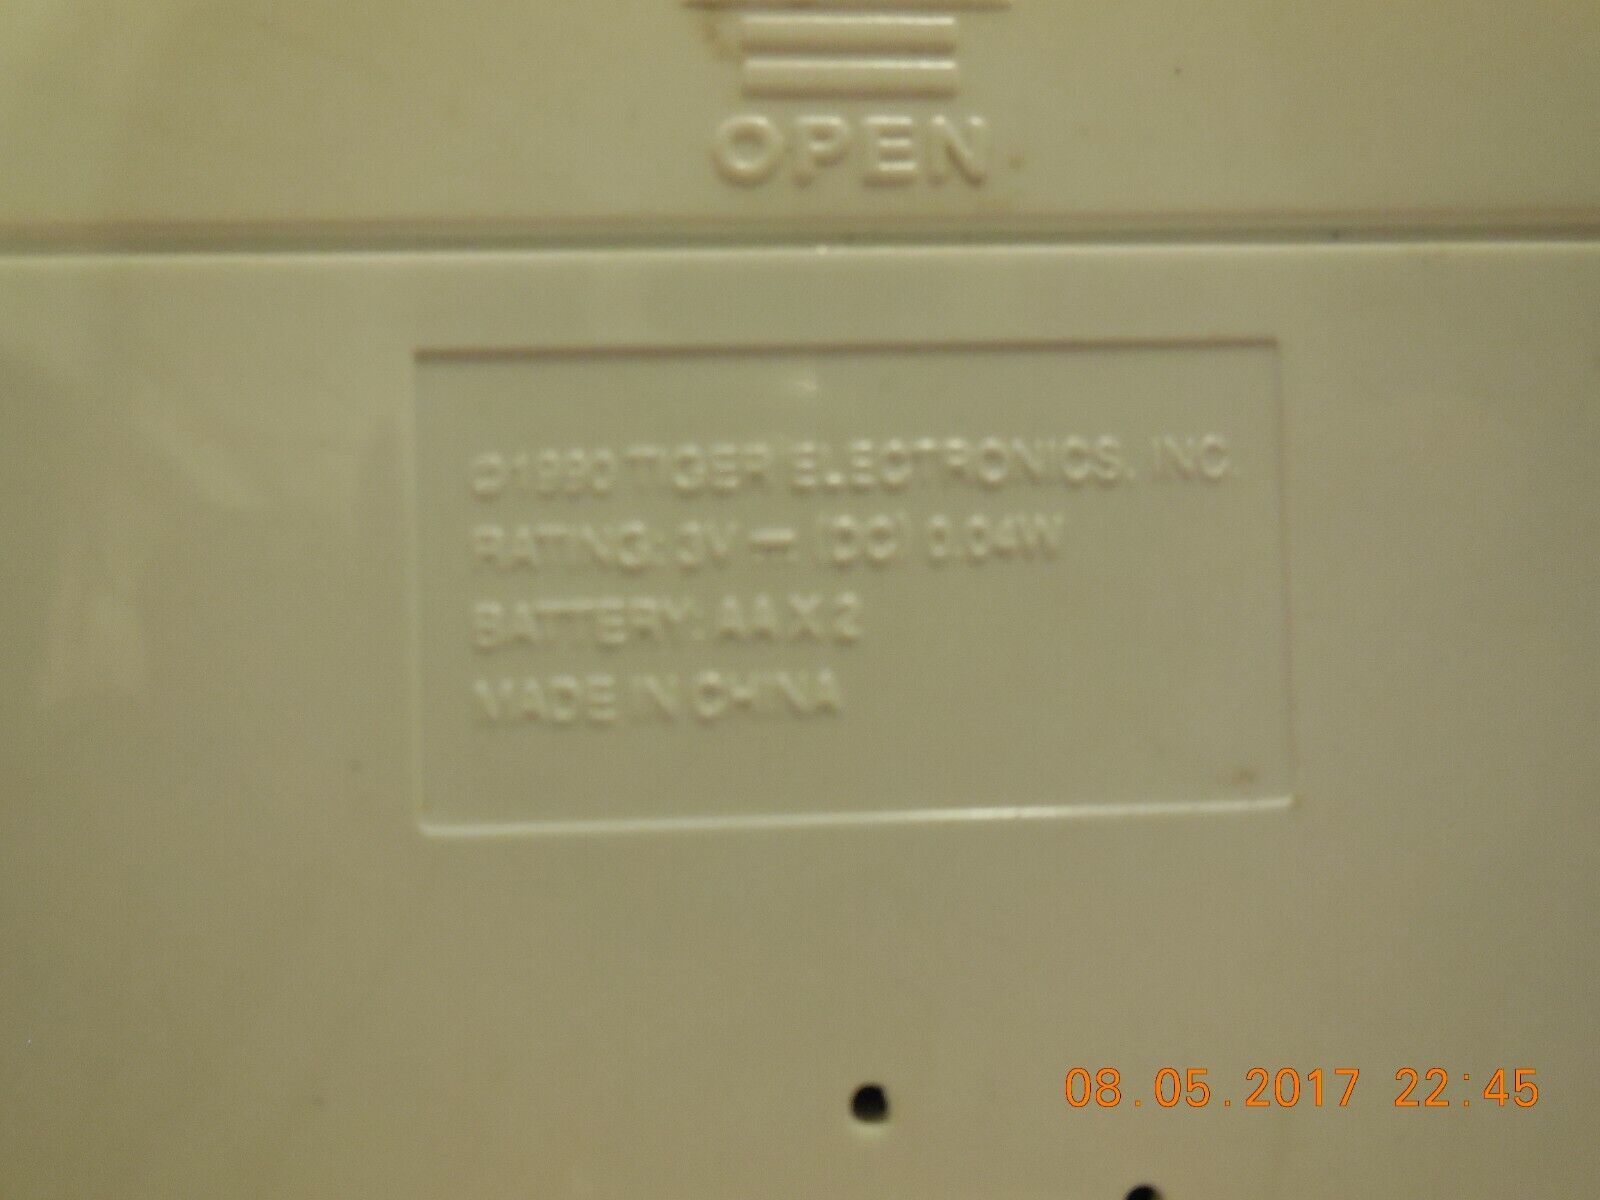 OPEN
©1990 TIGER ELECTRONICS, INC.
RATING: 3V ⎓ (DC) 0.04W
BATTERY: AA X 2
MADE IN CHINA
08.05.2017 22:45